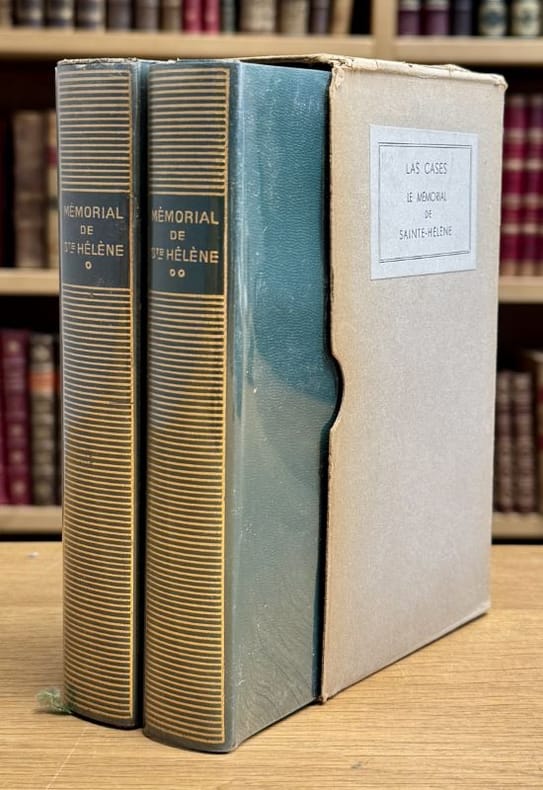 MÉMORIAL
DE
STE HÉLÈNE
MÉMORIAL
DE
STE HÉLÈNE
LAS CASES
LE MÉMORIAL
DE
SAINTE-HÉLÈNE